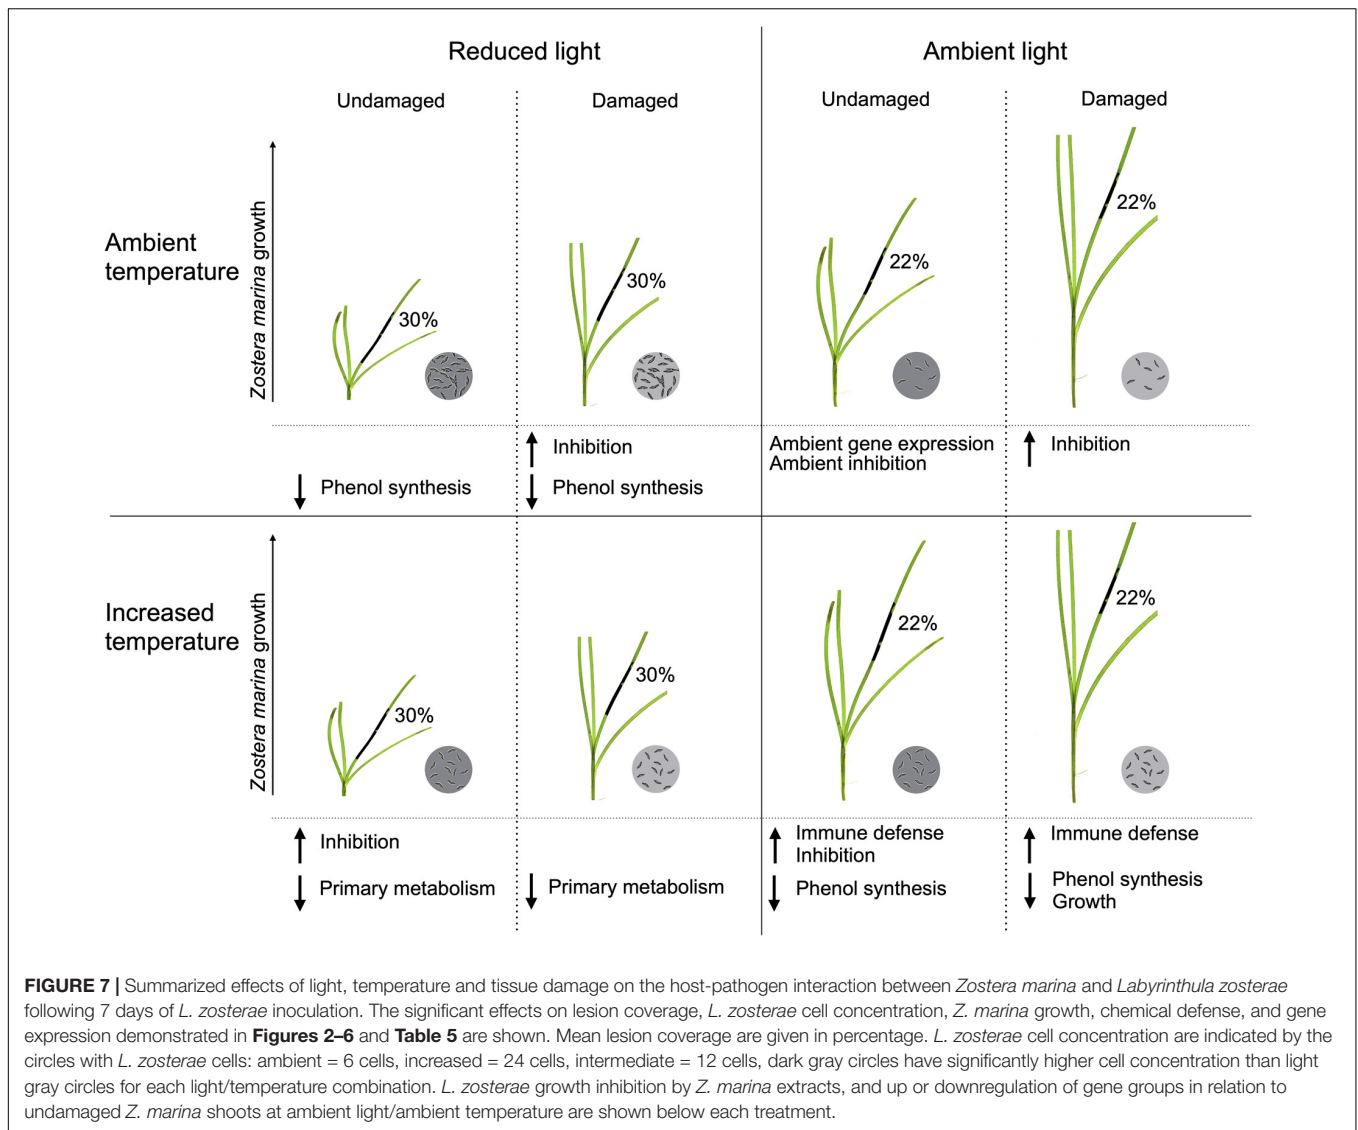 Reduced light
Ambient light
Undamaged
Damaged
Undamaged
Damaged
Ambient
temperature
Zostera marina growth
30%
30%
22%
22%
Phenol synthesis
Inhibition
Phenol synthesis
Ambient gene expression
Ambient inhibition
Inhibition
Increased
temperature
Zostera marina growth
30%
30%
22%
22%
Inhibition
Primary metabolism
Primary metabolism
Immune defense
Inhibition
Phenol synthesis
Immune defense
Phenol synthesis
Growth
FIGURE 7 | Summarized effects of light, temperature and tissue damage on the host-pathogen interaction between Zostera marina and Labyrinthula zosterae
following 7 days of L. zosterae inoculation. The significant effects on lesion coverage, L. zosterae cell concentration, Z. marina growth, chemical defense, and gene
expression demonstrated in Figures 2–6 and Table 5 are shown. Mean lesion coverage are given in percentage. L. zosterae cell concentration are indicated by the
circles with L. zosterae cells: ambient = 6 cells, increased = 24 cells, intermediate = 12 cells, dark gray circles have significantly higher cell concentration than light
gray circles for each light/temperature combination. L. zosterae growth inhibition by Z. marina extracts, and up or downregulation of gene groups in relation to
undamaged Z. marina shoots at ambient light/ambient temperature are shown below each treatment.